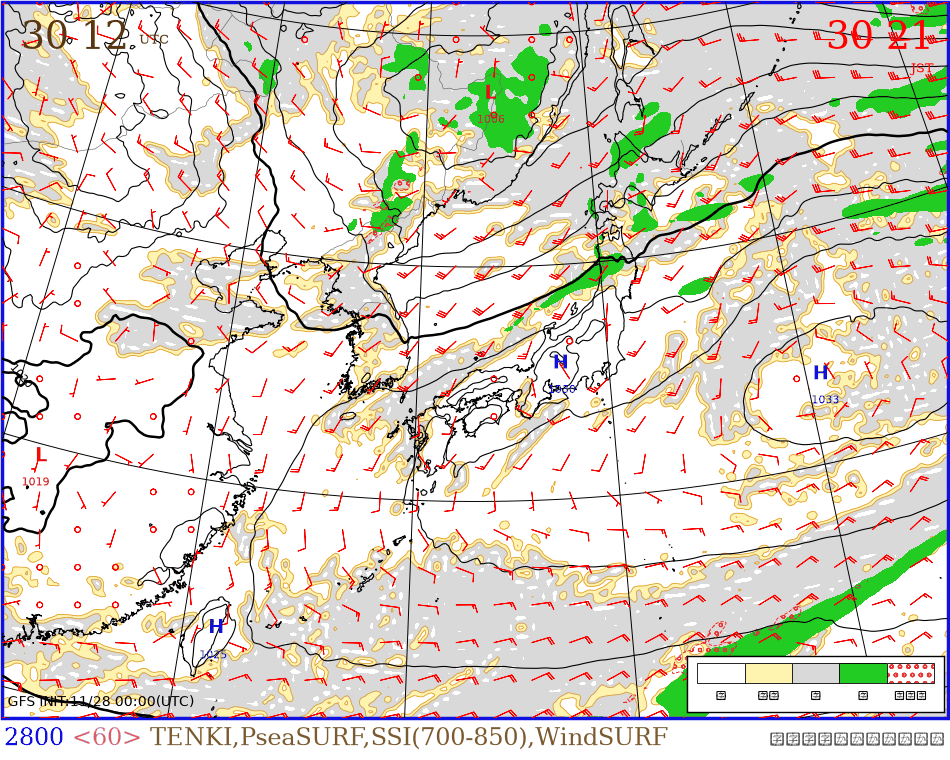 30 12 UTC
30 21
JST
L
1006
H
1030
H
1033
L
1019
H
1025
GFS INIT:11/28 00:00(UTC)
2800 <60> TENKI,PseaSURF,SSI(700-850),WindSURF